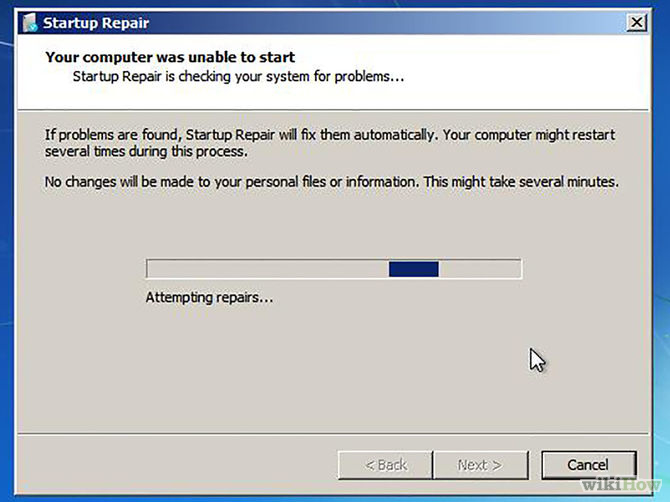 Startup Repair
Your computer was unable to start
Startup Repair is checking your system for problems...
If problems are found, Startup Repair will fix them automatically. Your computer might restart
several times during this process.
No changes will be made to your personal files or information. This might take several minutes.
Attempting repairs...
< Back
Next >
Cancel
wikiHow